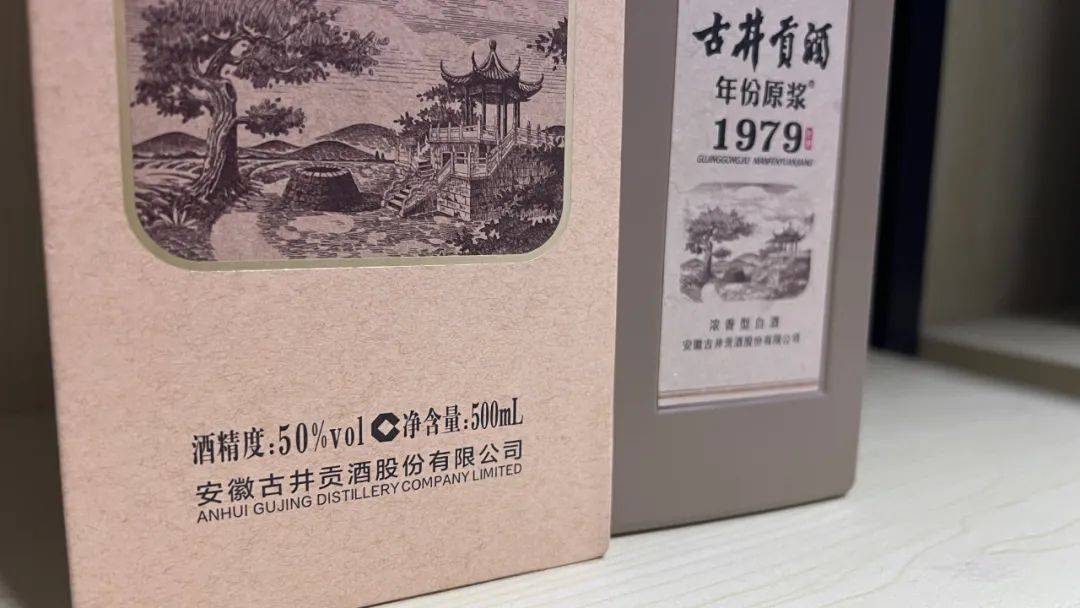 酒精度:50%vol 净含量:500mL
安徽古井贡酒股份有限公司
ANHUI GUJING DISTILLERY COMPANY LIMITED
古井贡酒
年份原浆®
1979
GUJINGGONGJIU NIANFENYUANJIANG
浓香型白酒
安徽古井贡酒股份有限公司